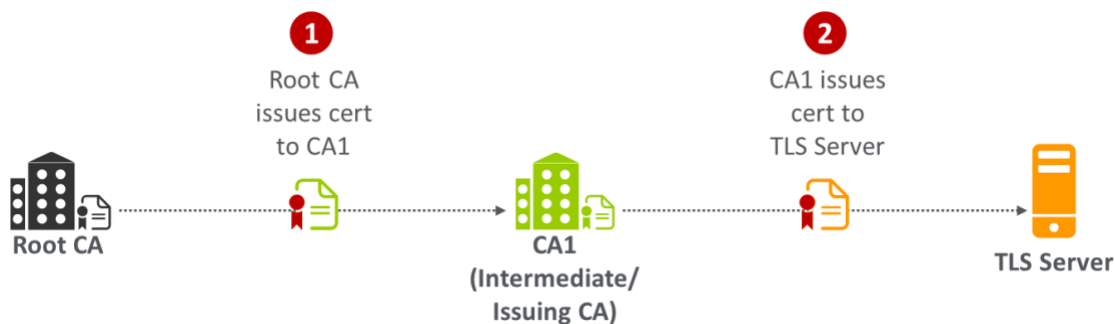 1
Root CA
issues cert
to CA1
2
CA1 issues
cert to
TLS Server
Root CA
CA1
(Intermediate/
Issuing CA)
TLS Server